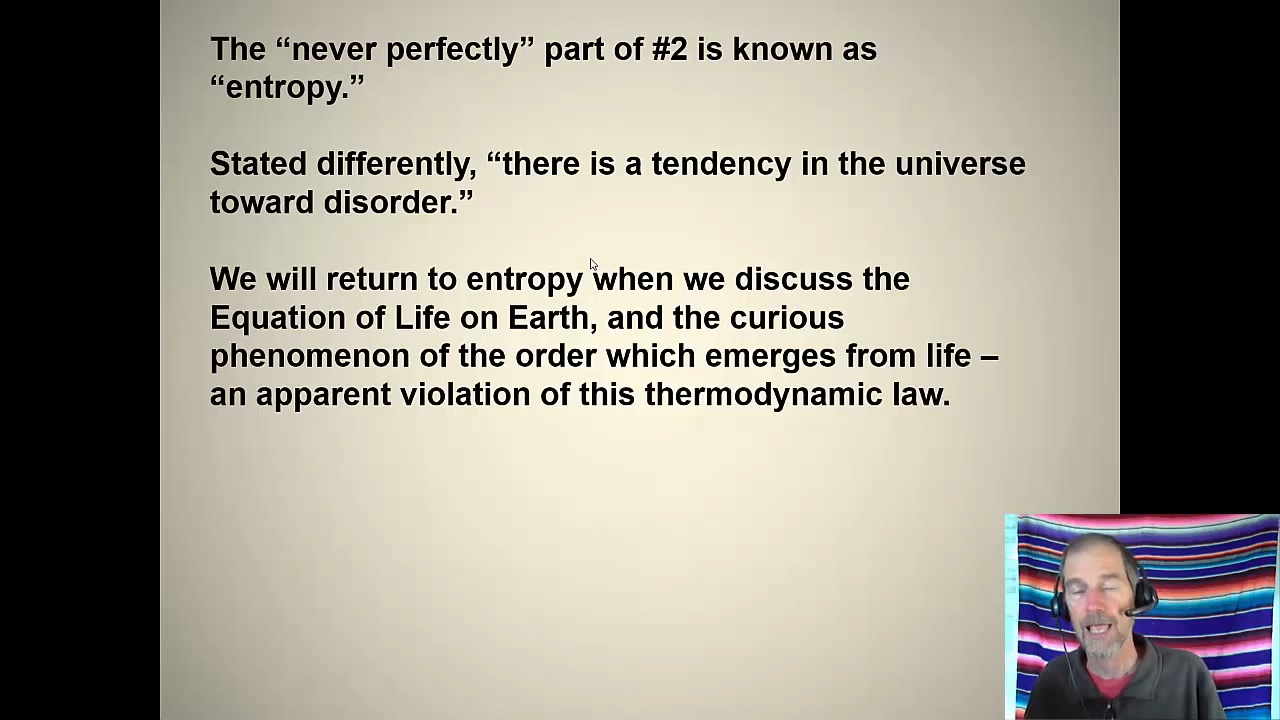 The “never perfectly” part of #2 is known as
“entropy.”
Stated differently, “there is a tendency in the universe
toward disorder.”
We will return to entropy when we discuss the
Equation of Life on Earth, and the curious
phenomenon of the order which emerges from life –
an apparent violation of this thermodynamic law.